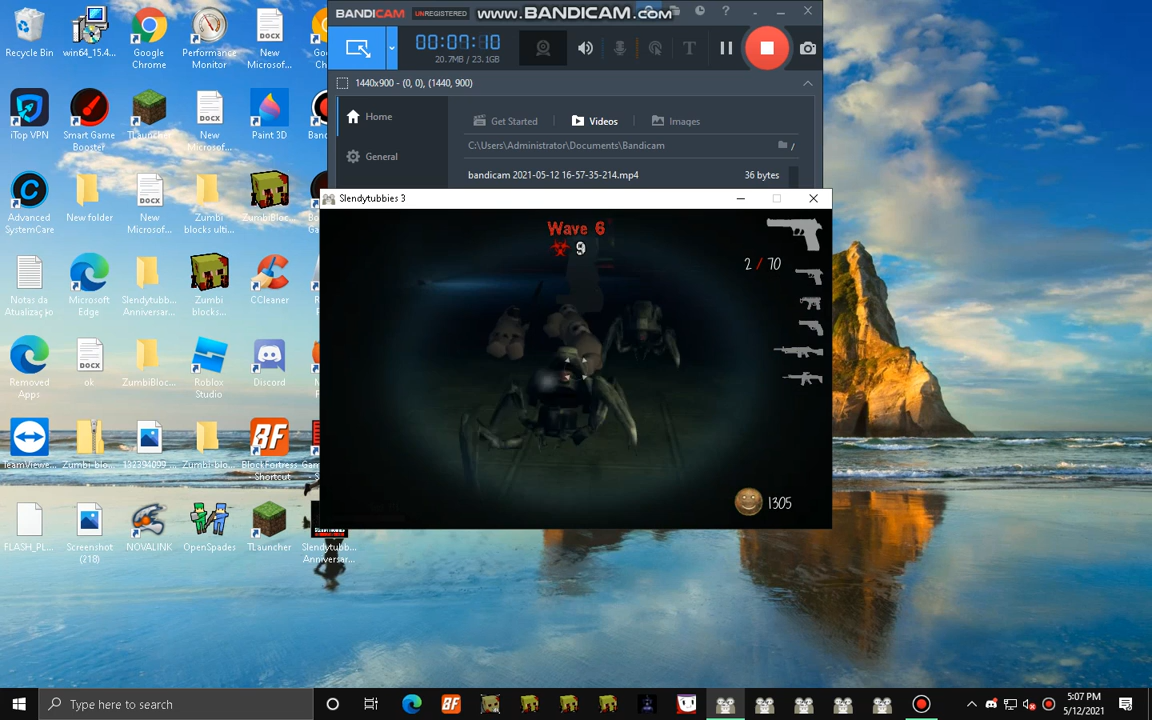 Recycle Bin
win64_15.4...
Google Chrome
Performance Monitor
New Microsof...
iTop VPN
Smart Game Booster
TLauncher
New Microsof...
Paint 3D
Ban
Advanced SystemCare
New folder
New Microsof...
Zumbi blocks ulti...
ZumbiBloc...
Notas da Atualizaç?o
Microsoft Edge
Slendytubb... Anniversar...
Zumbi blocks...
CCleaner
Removed Apps
ok
ZumbiBloc...
Roblox Studio
Discord
TeamViewe...
Zumbi-blo...
132394099_...
Zumbi-blo...
BlockFortress - Shortcut
FLASH_PL...
Screenshot (218)
NOVALINK
OpenSpades
TLauncher
Slendytubb... Anniversar...
BANDICAM UNREGISTERED www.BANDICAM.com
00:07:10
20.7MB / 23.1GB
1440x900 - (0, 0), (1440, 900)
Home
General
Get Started
Videos
Images
C:\Users\Administrator\Documents\Bandicam
bandicam 2021-05-12 16-57-35-214.mp4
36 bytes
Slendytubbies 3
Wave 6
9
2 / 70
1305
Type here to search
5:07 PM
5/12/2021